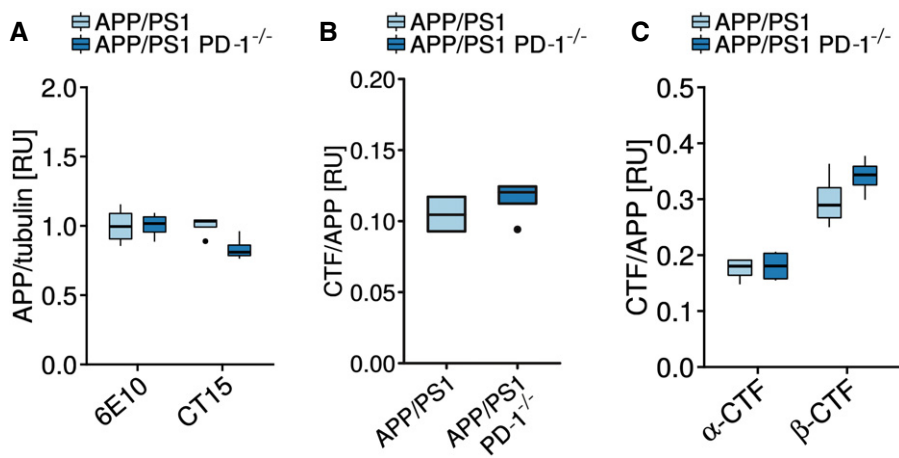 A
APP/PS1
APP/PS1 PD-1⁻/⁻
APP/tubulin [RU]
2.0
1.5
1.0
0.5
0.0
6E10
CT15
B
APP/PS1
APP/PS1 PD-1⁻/⁻
CTF/APP [RU]
0.20
0.15
0.10
0.05
0.00
APP/PS1
APP/PS1
PD-1⁻/⁻
C
APP/PS1
APP/PS1 PD-1⁻/⁻
CTF/APP [RU]
0.5
0.4
0.3
0.2
0.1
0.0
α-CTF
β-CTF